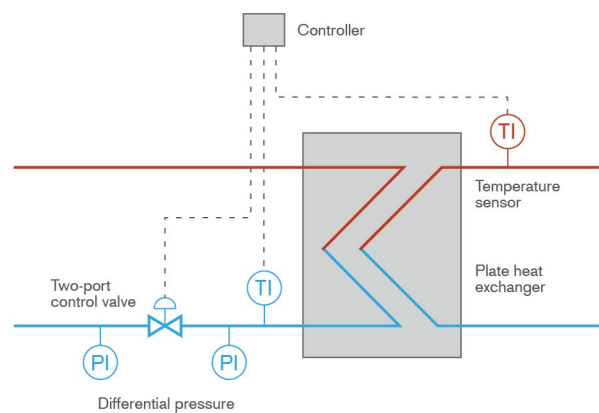 Controller
TI
Temperature
sensor
Plate heat
exchanger
Two-port
control valve
TI
PI
PI
Differential pressure